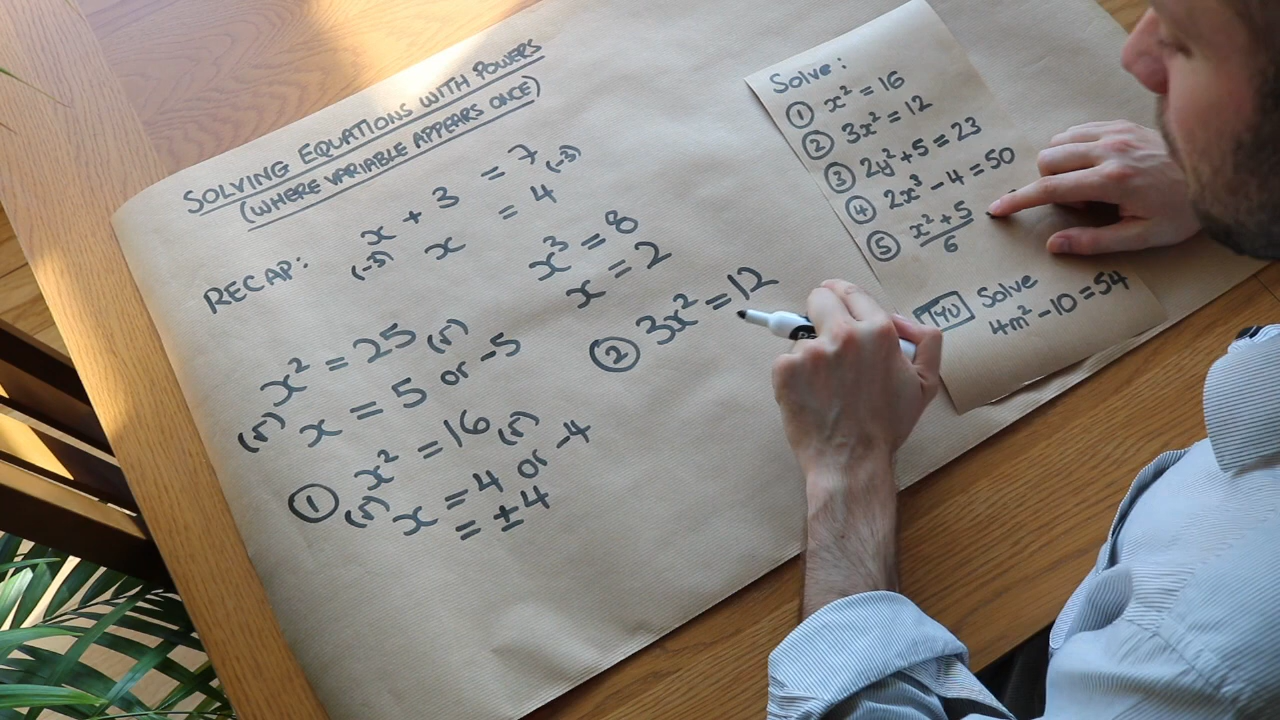 SOLVING EQUATIONS WITH POWERS
(WHERE VARIABLE APPEARS ONCE)
RECAP: x + 3 = 7
(-3) x = 4 (-3)
x³ = 8
x = 2
x² = 25 (r)
(r) x = 5 or -5
① x² = 16 (r)
(r) x = 4 or -4
= ±4
② 3x² = 12
Solve:
① x² = 16
② 3x² = 12
③ 2y² + 5 = 23
④ 2x³ - 4 = 50
⑤ x² + 5
6
TYU Solve
4m² - 10 = 54